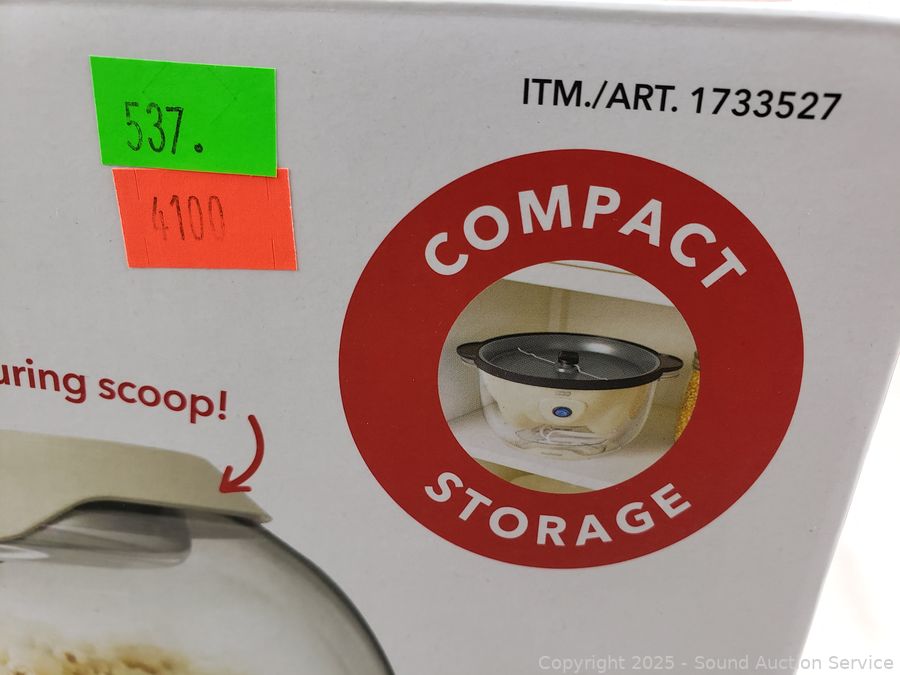 537.
4100
ITM./ART. 1733527
COMPACT
STORAGE
uring scoop!
Copyright © 2025 - Sound Auction Service